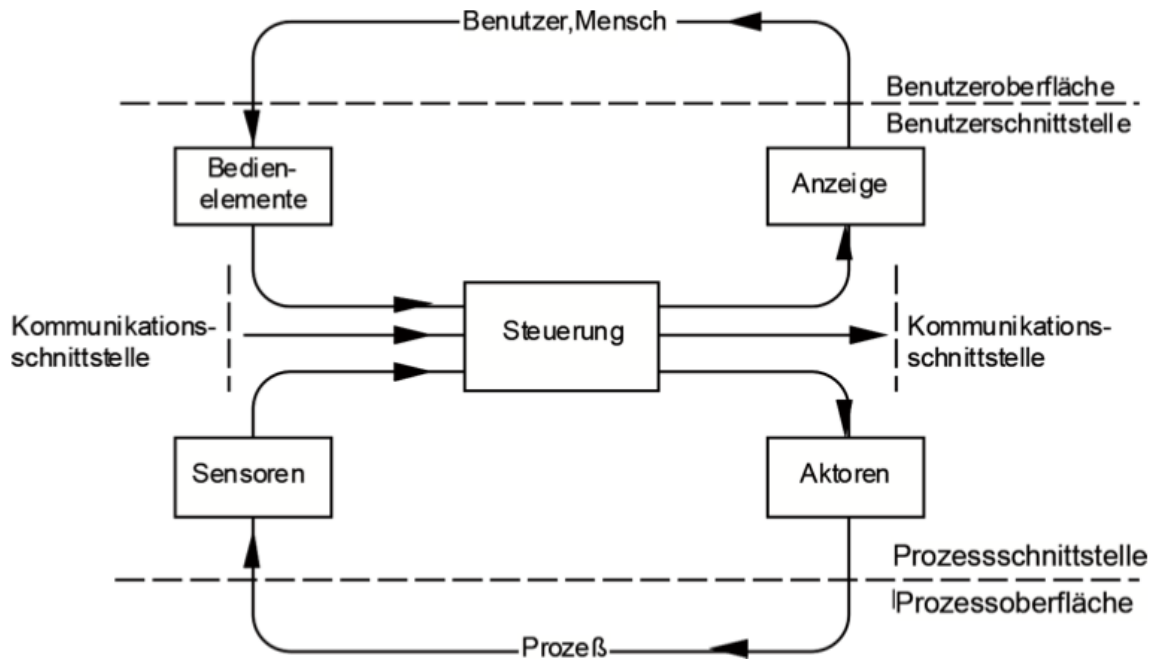 Benutzer,Mensch
Benutzeroberfläche
Benutzerschnittstelle
Bedien-
elemente
Anzeige
Kommunikations-
schnittstelle
Steuerung
Kommunikations-
schnittstelle
Sensoren
Aktoren
Prozessschnittstelle
Prozessoberfläche
Prozeß